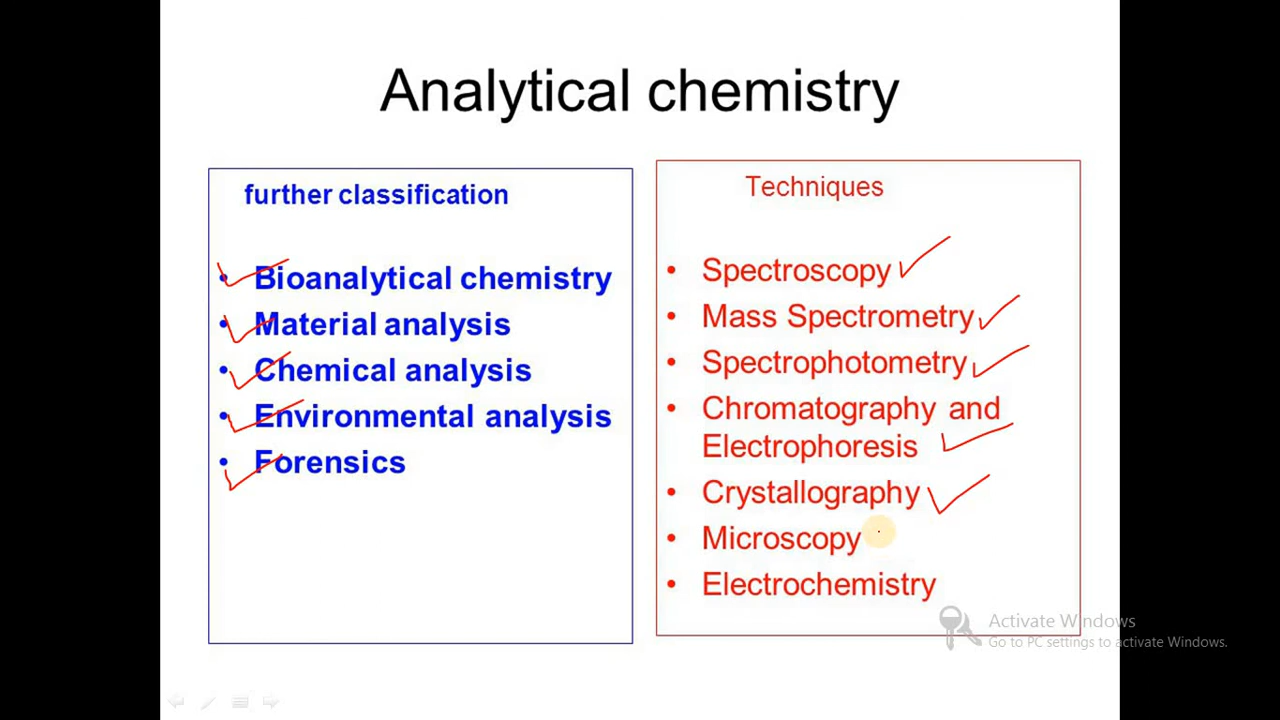 Analytical chemistry
further classification
• Bioanalytical chemistry
• Material analysis
• Chemical analysis
• Environmental analysis
• Forensics
Techniques
• Spectroscopy
• Mass Spectrometry
• Spectrophotometry
• Chromatography and
Electrophoresis
• Crystallography
• Microscopy
• Electrochemistry
Activate Windows
Go to PC settings to activate Windows.